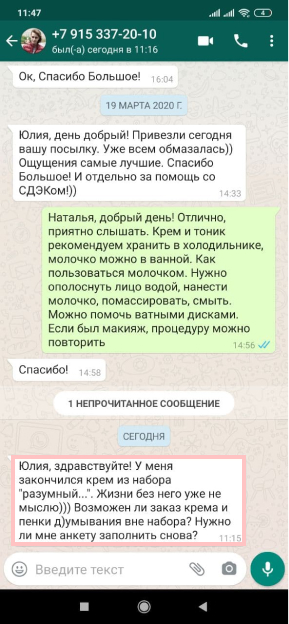 11:47
4
+7 915 337-20-10
был(-а) сегодня в 11:16
Ок, Спасибо Большое!
16:04
19 МАРТА 2020 Г.
Юлия, день добрый! Привезли сегодня
вашу посылку. Уже всем обмазалась))
Ощущения самые лучшие. Спасибо
Большое! И отдельно за помощь со
СДЭКом!))
14:33
Наталья, добрый день! Отлично,
приятно слышать. Крем и тоник
рекомендуем хранить в холодильнике,
молочко можно в ванной. Как
пользоваться молочком. Нужно
ополоснуть лицо водой, нанести
молочко, помассировать, смыть.
Можно помочь ватными дисками.
Если был макияж, процедуру можно
повторить
14:56
Спасибо!
14:58
1 НЕПРОЧИТАННОЕ СООБЩЕНИЕ
СЕГОДНЯ
Юлия, здравствуйте! У меня
закончился крем из набора
"разумный...". Жизни без него уже не
мыслю))) Возможен ли заказ крема и
пенки д)умывания вне набора? Нужно
ли мне анкету заполнить снова?
11:15
Введите текст